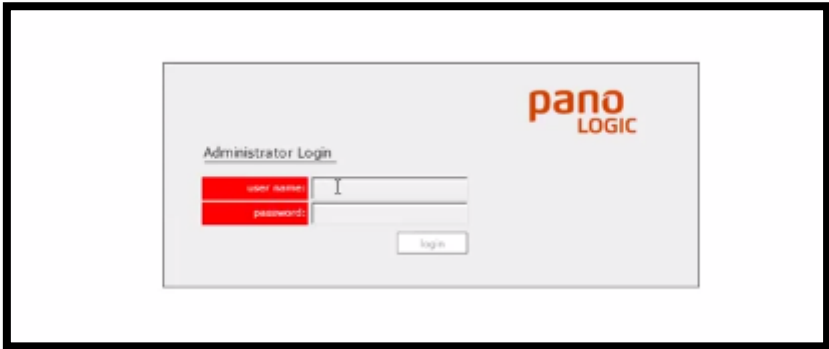 pano
LOGIC
Administrator Login
user name:
password:
login